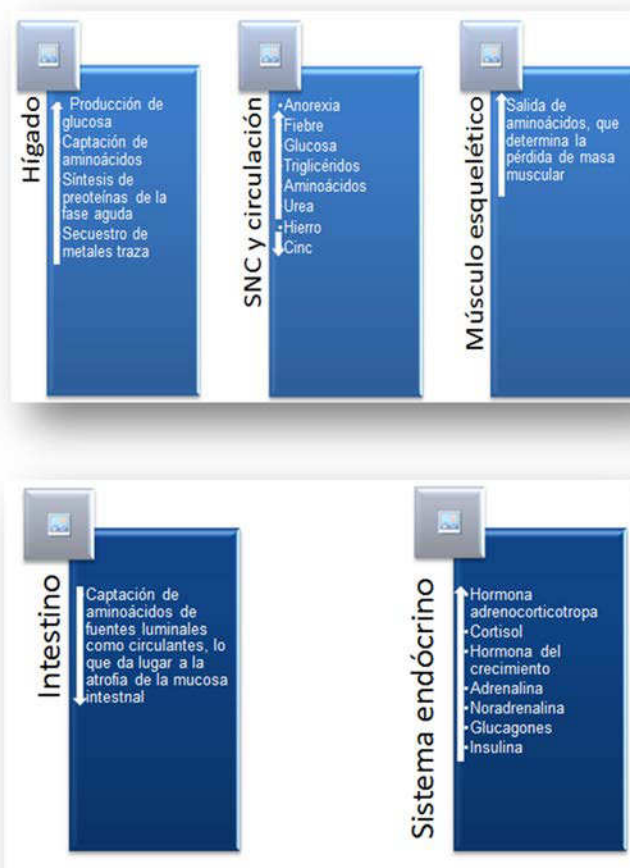 Hígado
Producción de
glucosa
Captación de
aminoácidos
Síntesis de
preoteínas de la
fase aguda
Secuestro de
metales traza
SNC y circulación
•Anorexia
Fiebre
Glucosa
Triglicéridos
Aminoácidos
Urea
•Hierro
Cinc
Músculo esquelético
Salida de
aminoácidos, que
determina la
pérdida de masa
muscular
Intestino
Captación de
aminoácidos de
fuentes luminales
como circulantes, lo
que da lugar a la
atrofia de la mucosa
intestnal
Sistema endócrino
Hormona
adrenocorticotropa
•Cortisol
•Hormona del
crecimiento
•Adrenalina
•Noradrenalina
•Glucagones
•Insulina